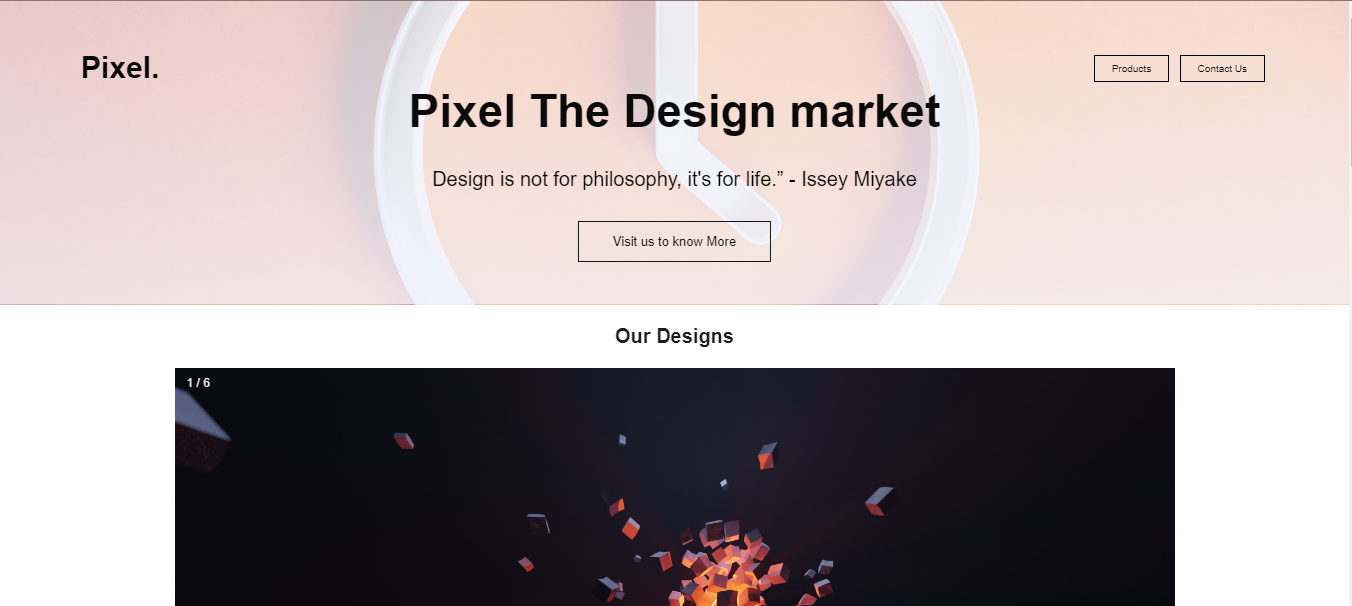 Pixel.
Products
Contact Us
Pixel The Design market
Design is not for philosophy, it's for life.” - Issey Miyake
Visit us to know More
Our Designs
1 / 6